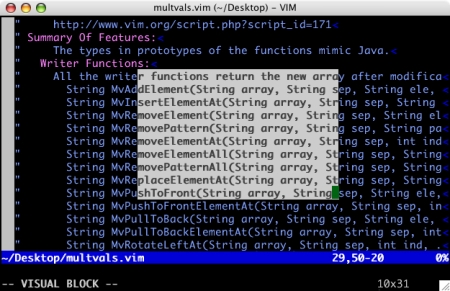 multvals.vim (~/Desktop) – VIM
" http://www.vim.org/script.php?script_id=171
" Summary Of Features:
" The types in prototypes of the functions mimic Java.
" Writer Functions:
" All the writer functions return the new array after modifica
" String MvAddElement(String array, String sep, String ele,
" String MvInsertElementAt(String array, String sep, String
" String MvRemoveElement(String array, String sep, String el
" String MvRemovePattern(String array, String sep, String pa
" String MvRemoveElementAt(String array, String sep, int ind
" String MvRemoveElementAll(String array, String sep, String
" String MvRemovePatternAll(String array, String sep, String
" String MvReplaceElementAt(String array, String sep, String
" String MvPushToFront(String array, String sep, String ele,
" String MvPushToFrontElementAt(String array, String sep, in
" String MvPullToBack(String array, String sep, String ele,
" String MvPullToBackElementAt(String array, String sep, int
" String MvRotateLeftAt(String array, String sep, int ind, ..
~/Desktop/multvals.vim 29,50-20 0%
-- VISUAL BLOCK -- 10x31